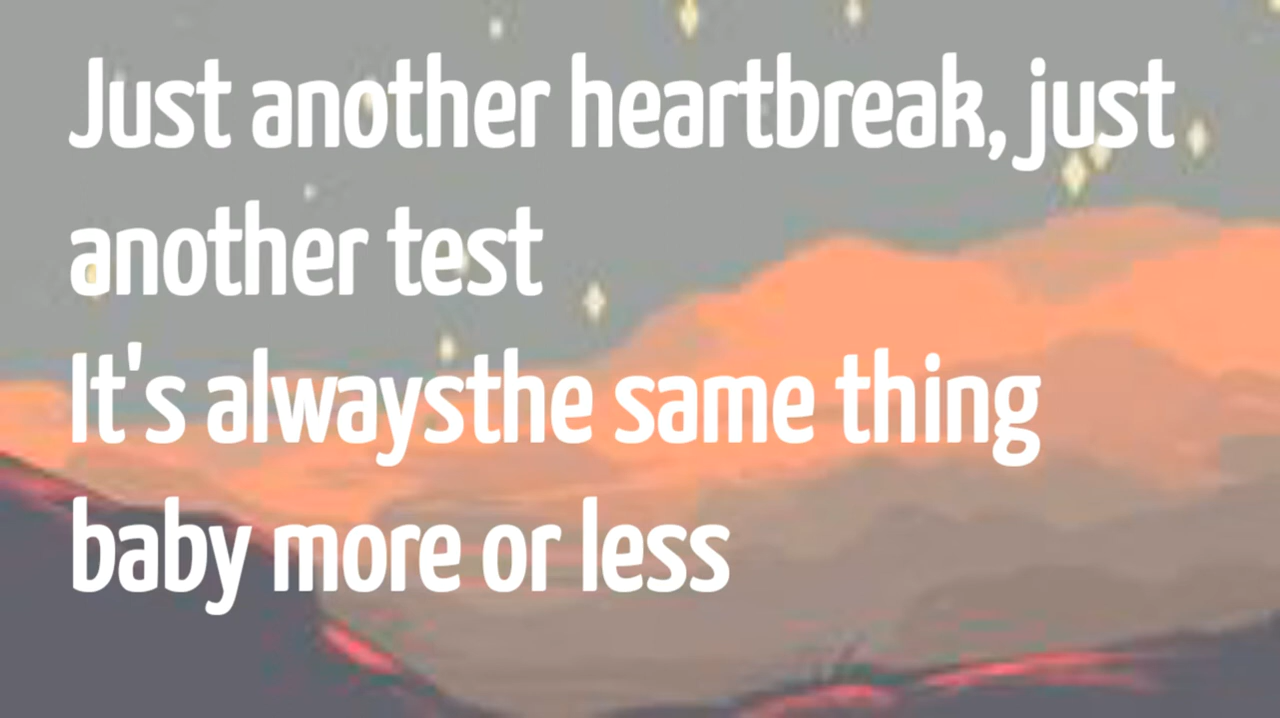 Just another heartbreak, just
another test
It's alwaysthe same thing
baby more or less